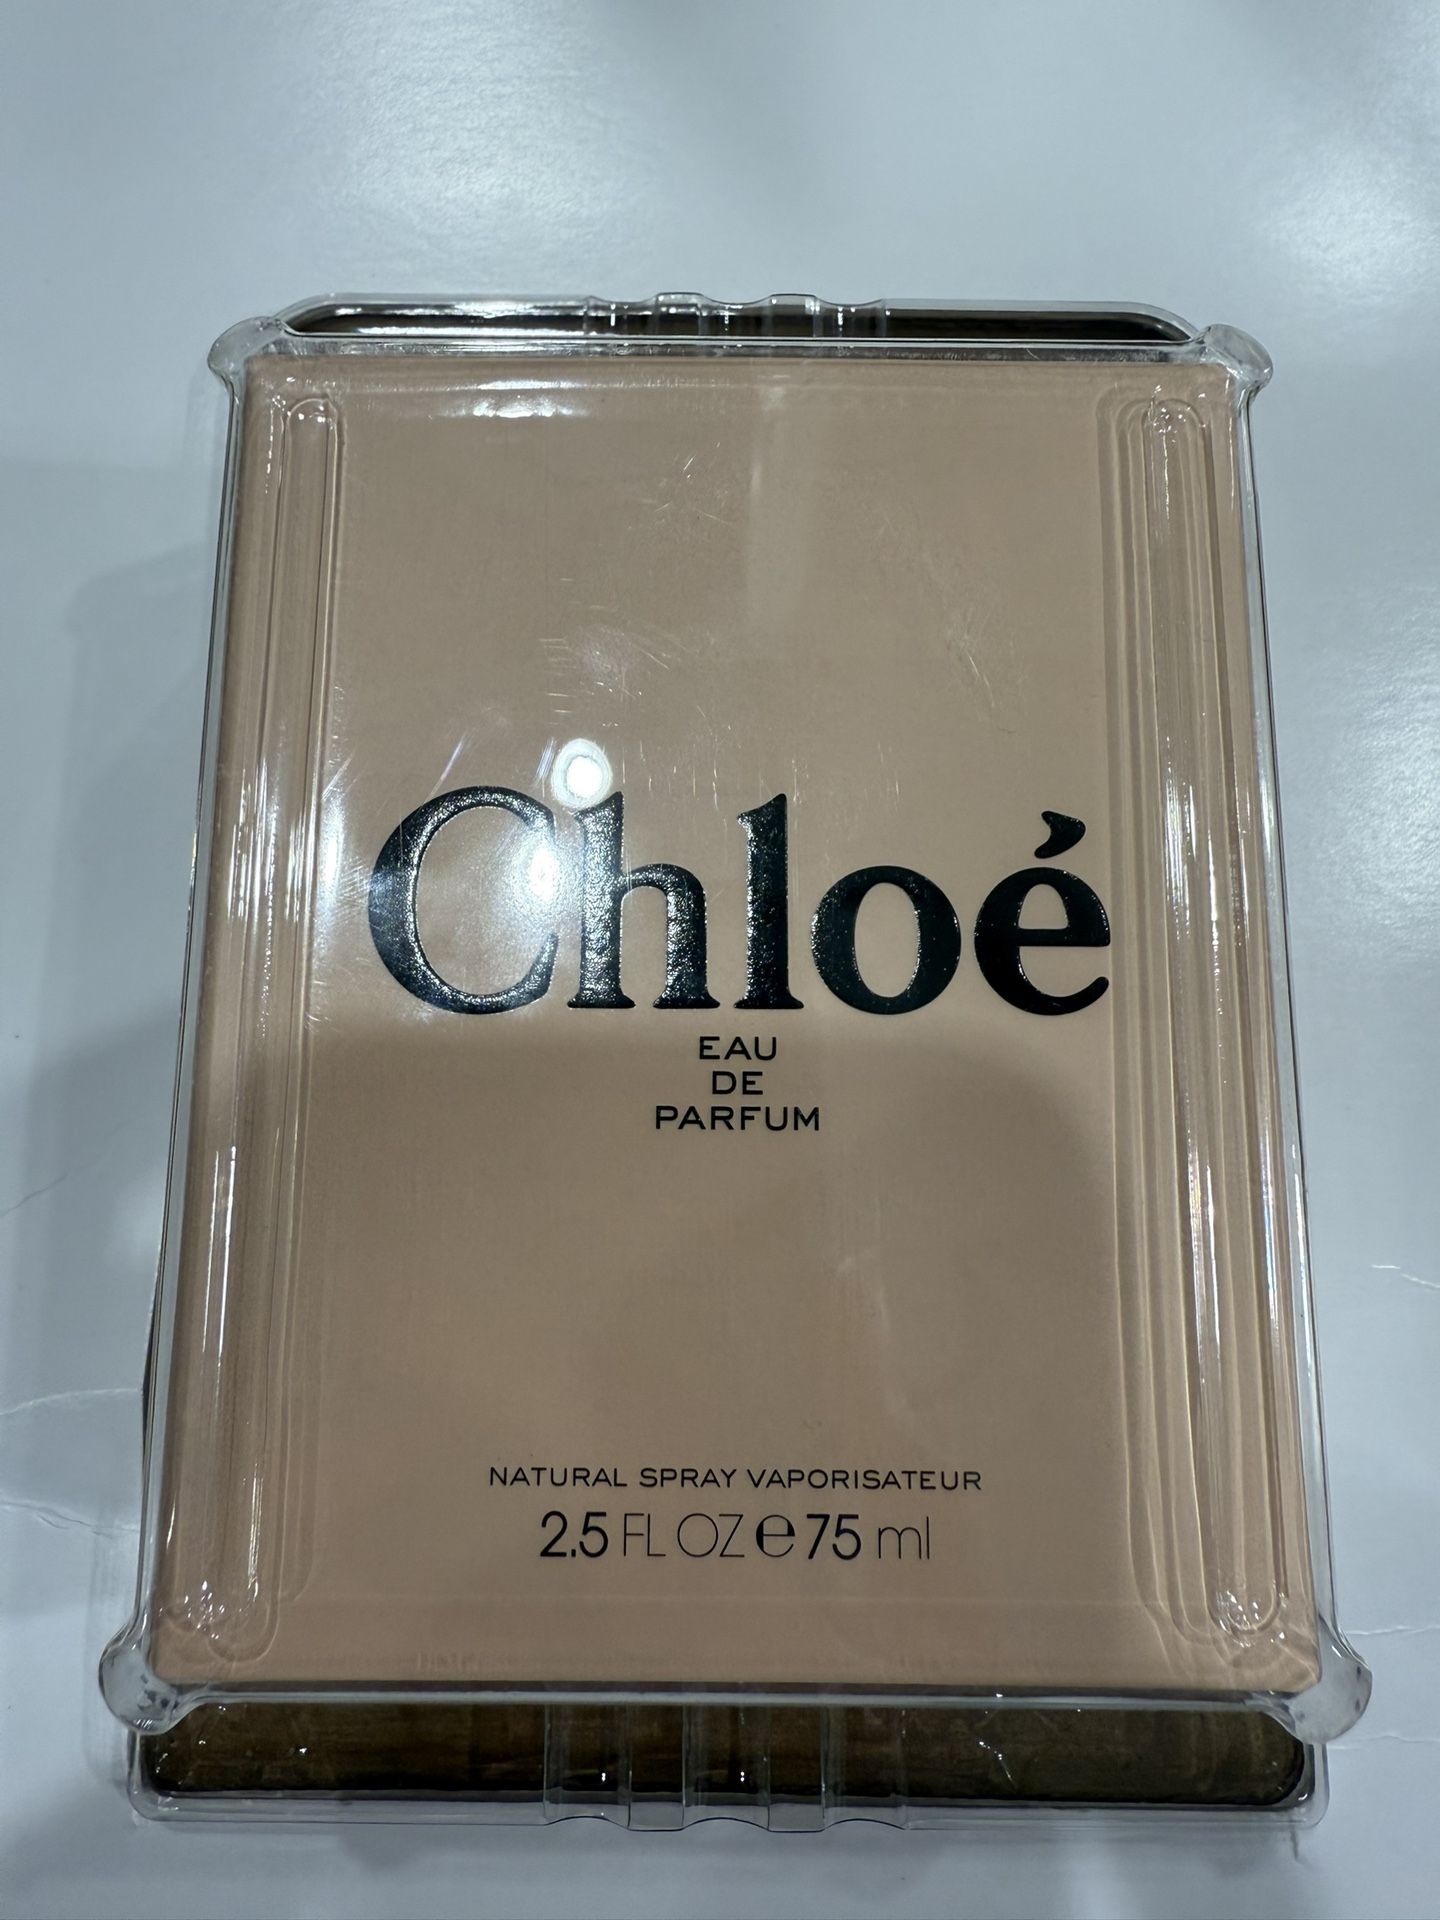 Chloé
EAU
DE
PARFUM
NATURAL SPRAY VAPORISATEUR
2.5 FL OZ e 75 ml